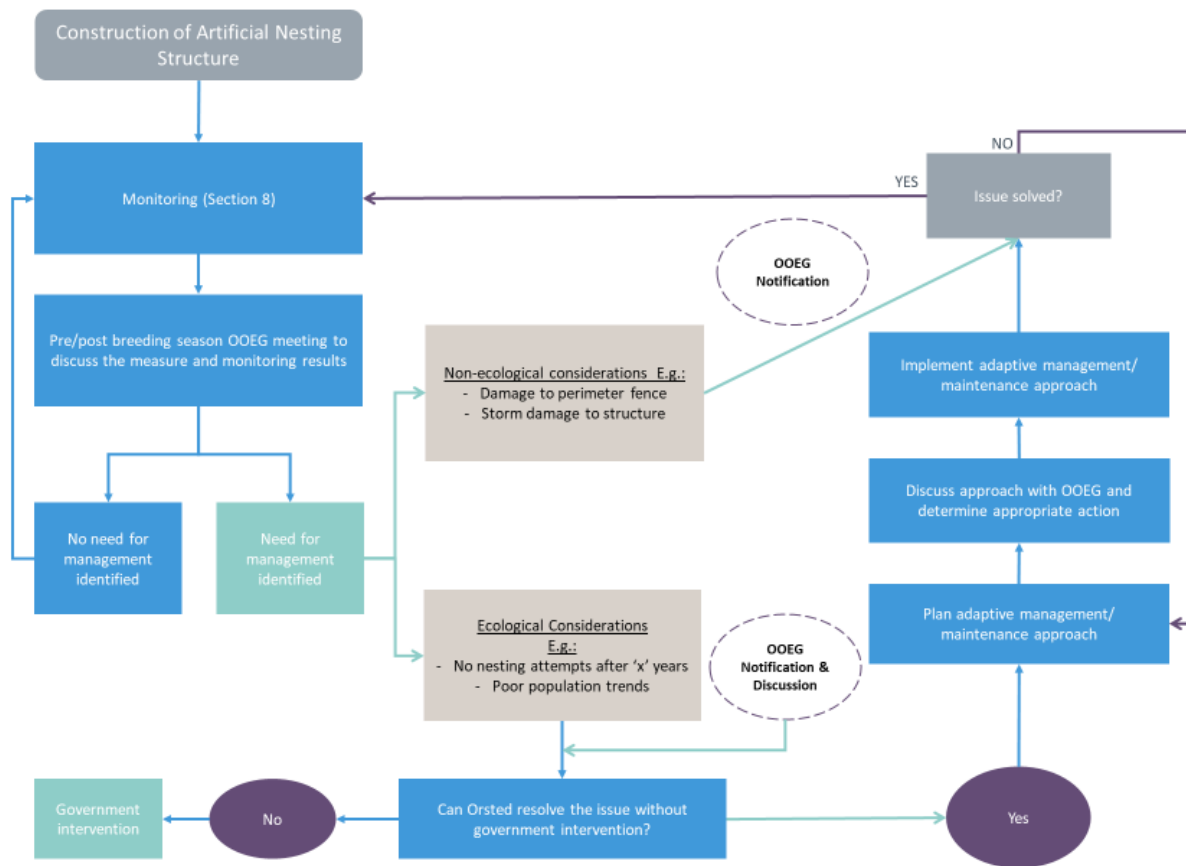 Construction of Artificial Nesting
Structure
NO
YES
Monitoring (Section 8)
Issue solved?
OOEG
Notification
Pre/post breeding season OOEG meeting to
discuss the measure and monitoring results
Non-ecological considerations E.g.:
- Damage to perimeter fence
- Storm damage to structure
Implement adaptive management/
maintenance approach
Discuss approach with OOEG and
determine appropriate action
No need for
management
identified
Need for
management
identified
Ecological Considerations
E.g.:
- No nesting attempts after ‘x’ years
- Poor population trends
OOEG
Notification &
Discussion
Plan adaptive management/
maintenance approach
Government
intervention
No
Can Orsted resolve the issue without
government intervention?
Yes